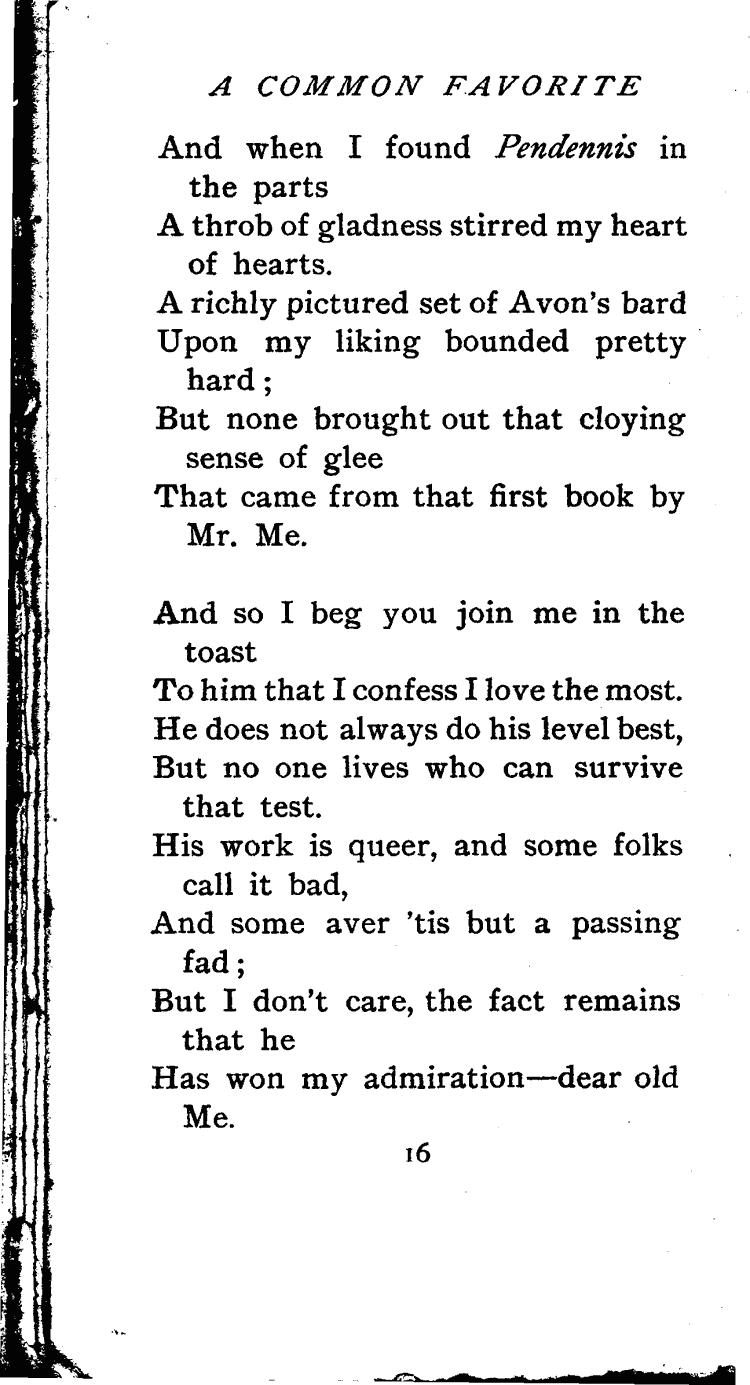 A COMMON FAVORITE
And when I found Pendennis in
the parts
A throb of gladness stirred my heart
of hearts.
A richly pictured set of Avon's bard
Upon my liking bounded pretty
hard ;
But none brought out that cloying
sense of glee
That came from that first book by
Mr. Me.
And so I beg you join me in the
toast
To him that I confess I love the most.
He does not always do his level best,
But no one lives who can survive
that test.
His work is queer, and some folks
call it bad,
And some aver 'tis but a passing
fad ;
But I don't care, the fact remains
that he
Has won my admiration—dear old
Me.
16